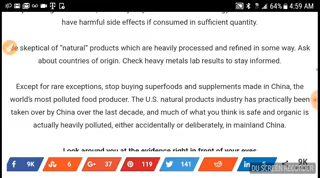 64% 4:59 AM
have harmful side effects if consumed in sufficient quantity.
skeptical of "natural" products which are heavily processed and refined in some way. Ask
about countries of origin. Check heavy metals lab results to stay informed.
Except for rare exceptions, stop buying superfoods and supplements made in China, the
world's most polluted food producer. The U.S. natural products industry has practically been
taken over by China over the last decade, and much of what you think is safe and organic is
actually heavily polluted, either accidentally or deliberately, in mainland China.
Look around you at the evidence right in front of your eyes
9K 6 37 119 141 9K
DU SCREEN RECORDER